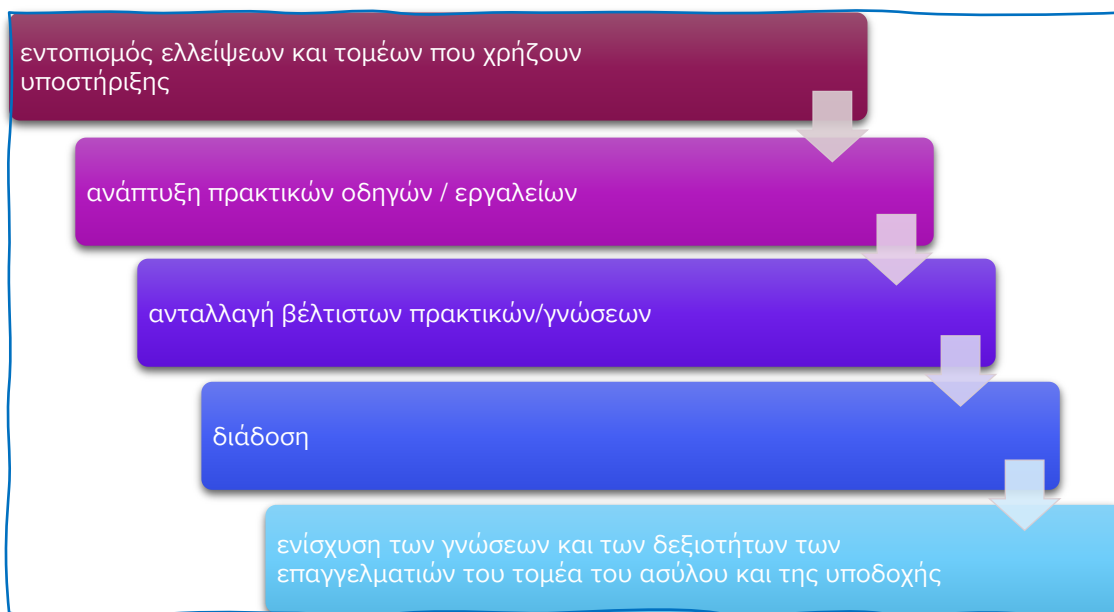 εντοπισμός ελλείψεων και τομέων που χρήζουν
υποστήριξης
ανάπτυξη πρακτικών οδηγών / εργαλείων
ανταλλαγή βέλτιστων πρακτικών/γνώσεων
διάδοση
ενίσχυση των γνώσεων και των δεξιοτήτων των
επαγγελματιών του τομέα του ασύλου και της υποδοχής